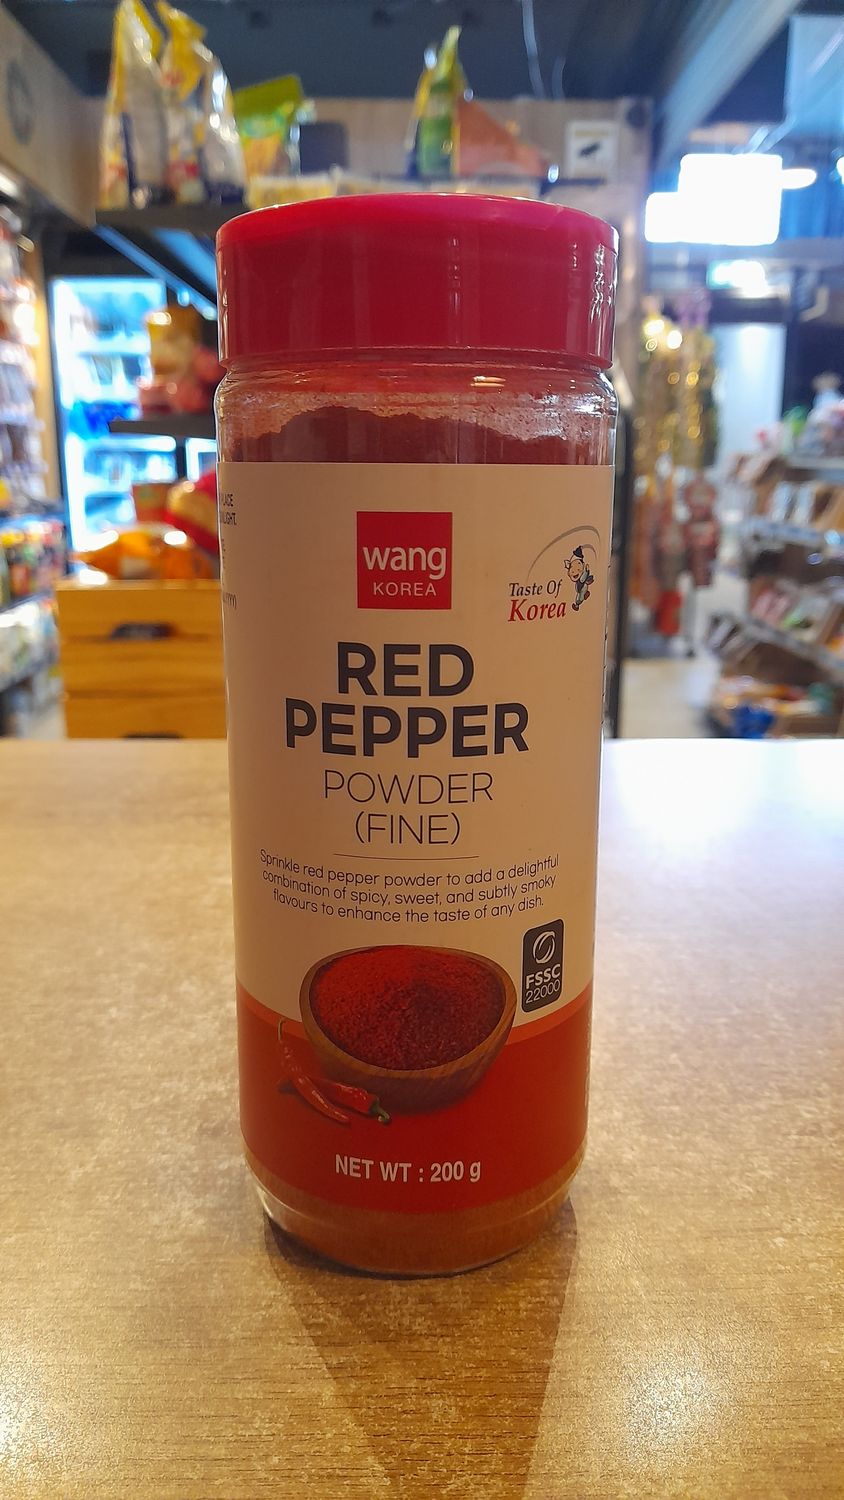 wang
KOREA
Taste Of
Korea
RED
PEPPER
POWDER
(FINE)
Sprinkle red pepper powder to add a delightful
combination of spicy, sweet, and subtly smoky
flavours to enhance the taste of any dish.
FSSC
22000
NET WT : 200 g